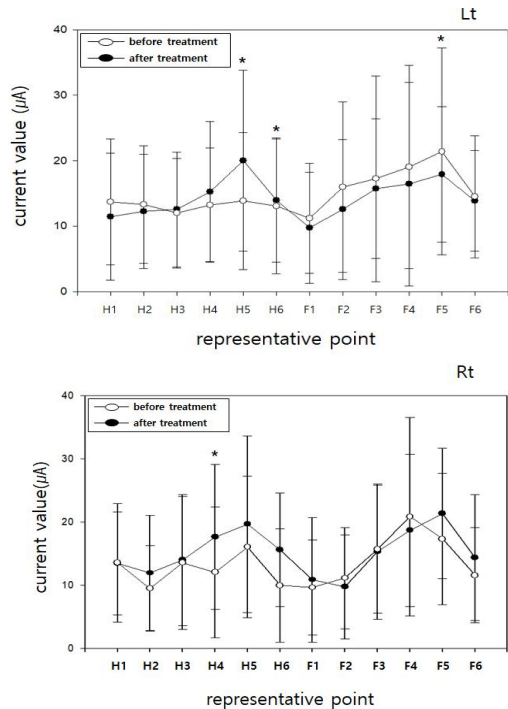 Lt
40
before treatment
after treatment
*
*
*
30
20
10
0
current value (μA)
H1 H2 H3 H4 H5 H6 F1 F2 F3 F4 F5 F6
representative point
Rt
40
before treatment
after treatment
*
30
20
10
0
current value(μA)
H1 H2 H3 H4 H5 H6 F1 F2 F3 F4 F5 F6
representative point